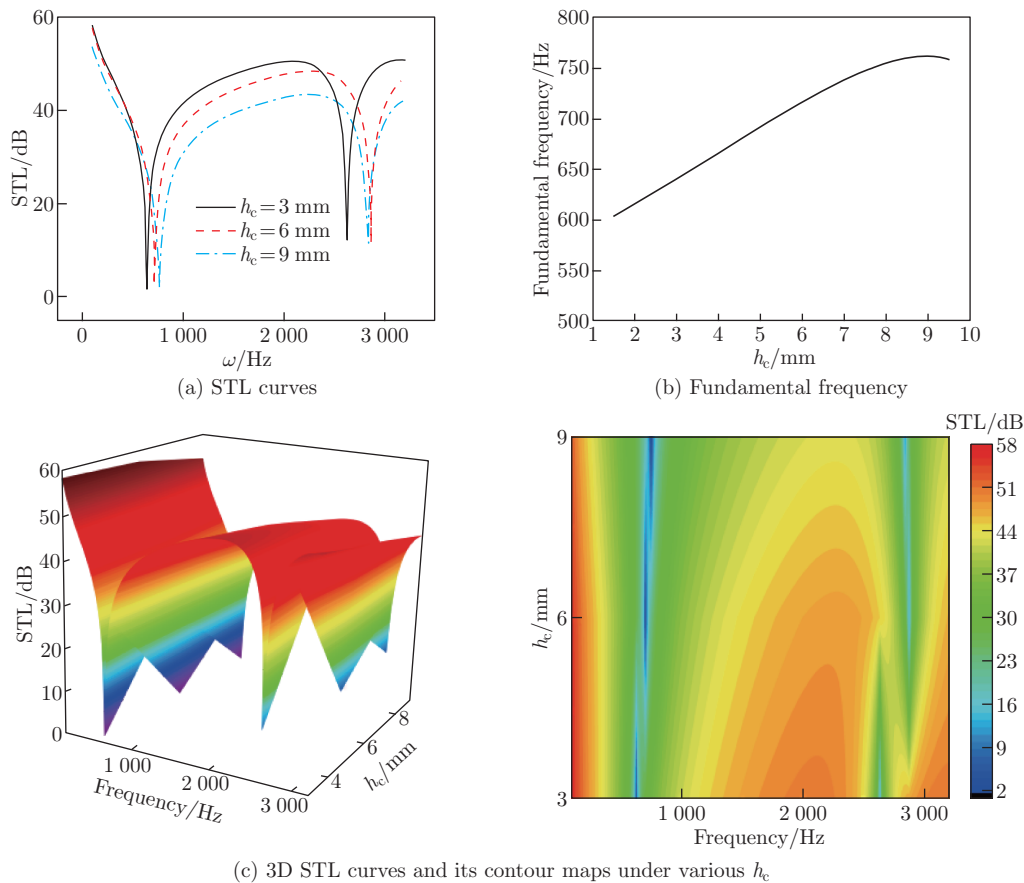 60
40
20
0
STL/dB
h_c=3 mm
h_c=6 mm
h_c=9 mm
0 1 000 2 000 3 000
ω/Hz
(a) STL curves
800
750
700
650
600
550
500
Fundamental frequency/Hz
1 2 3 4 5 6 7 8 9 10
h_c/mm
(b) Fundamental frequency
60
50
40
30
20
10
0
STL/dB
1 000 2 000 3 000
Frequency/Hz
4 6 8
h_c/mm
9
6
3
h_c/mm
1 000 2 000 3 000
Frequency/Hz
STL/dB
58
51
44
37
30
23
16
9
2
(c) 3D STL curves and its contour maps under various h_c